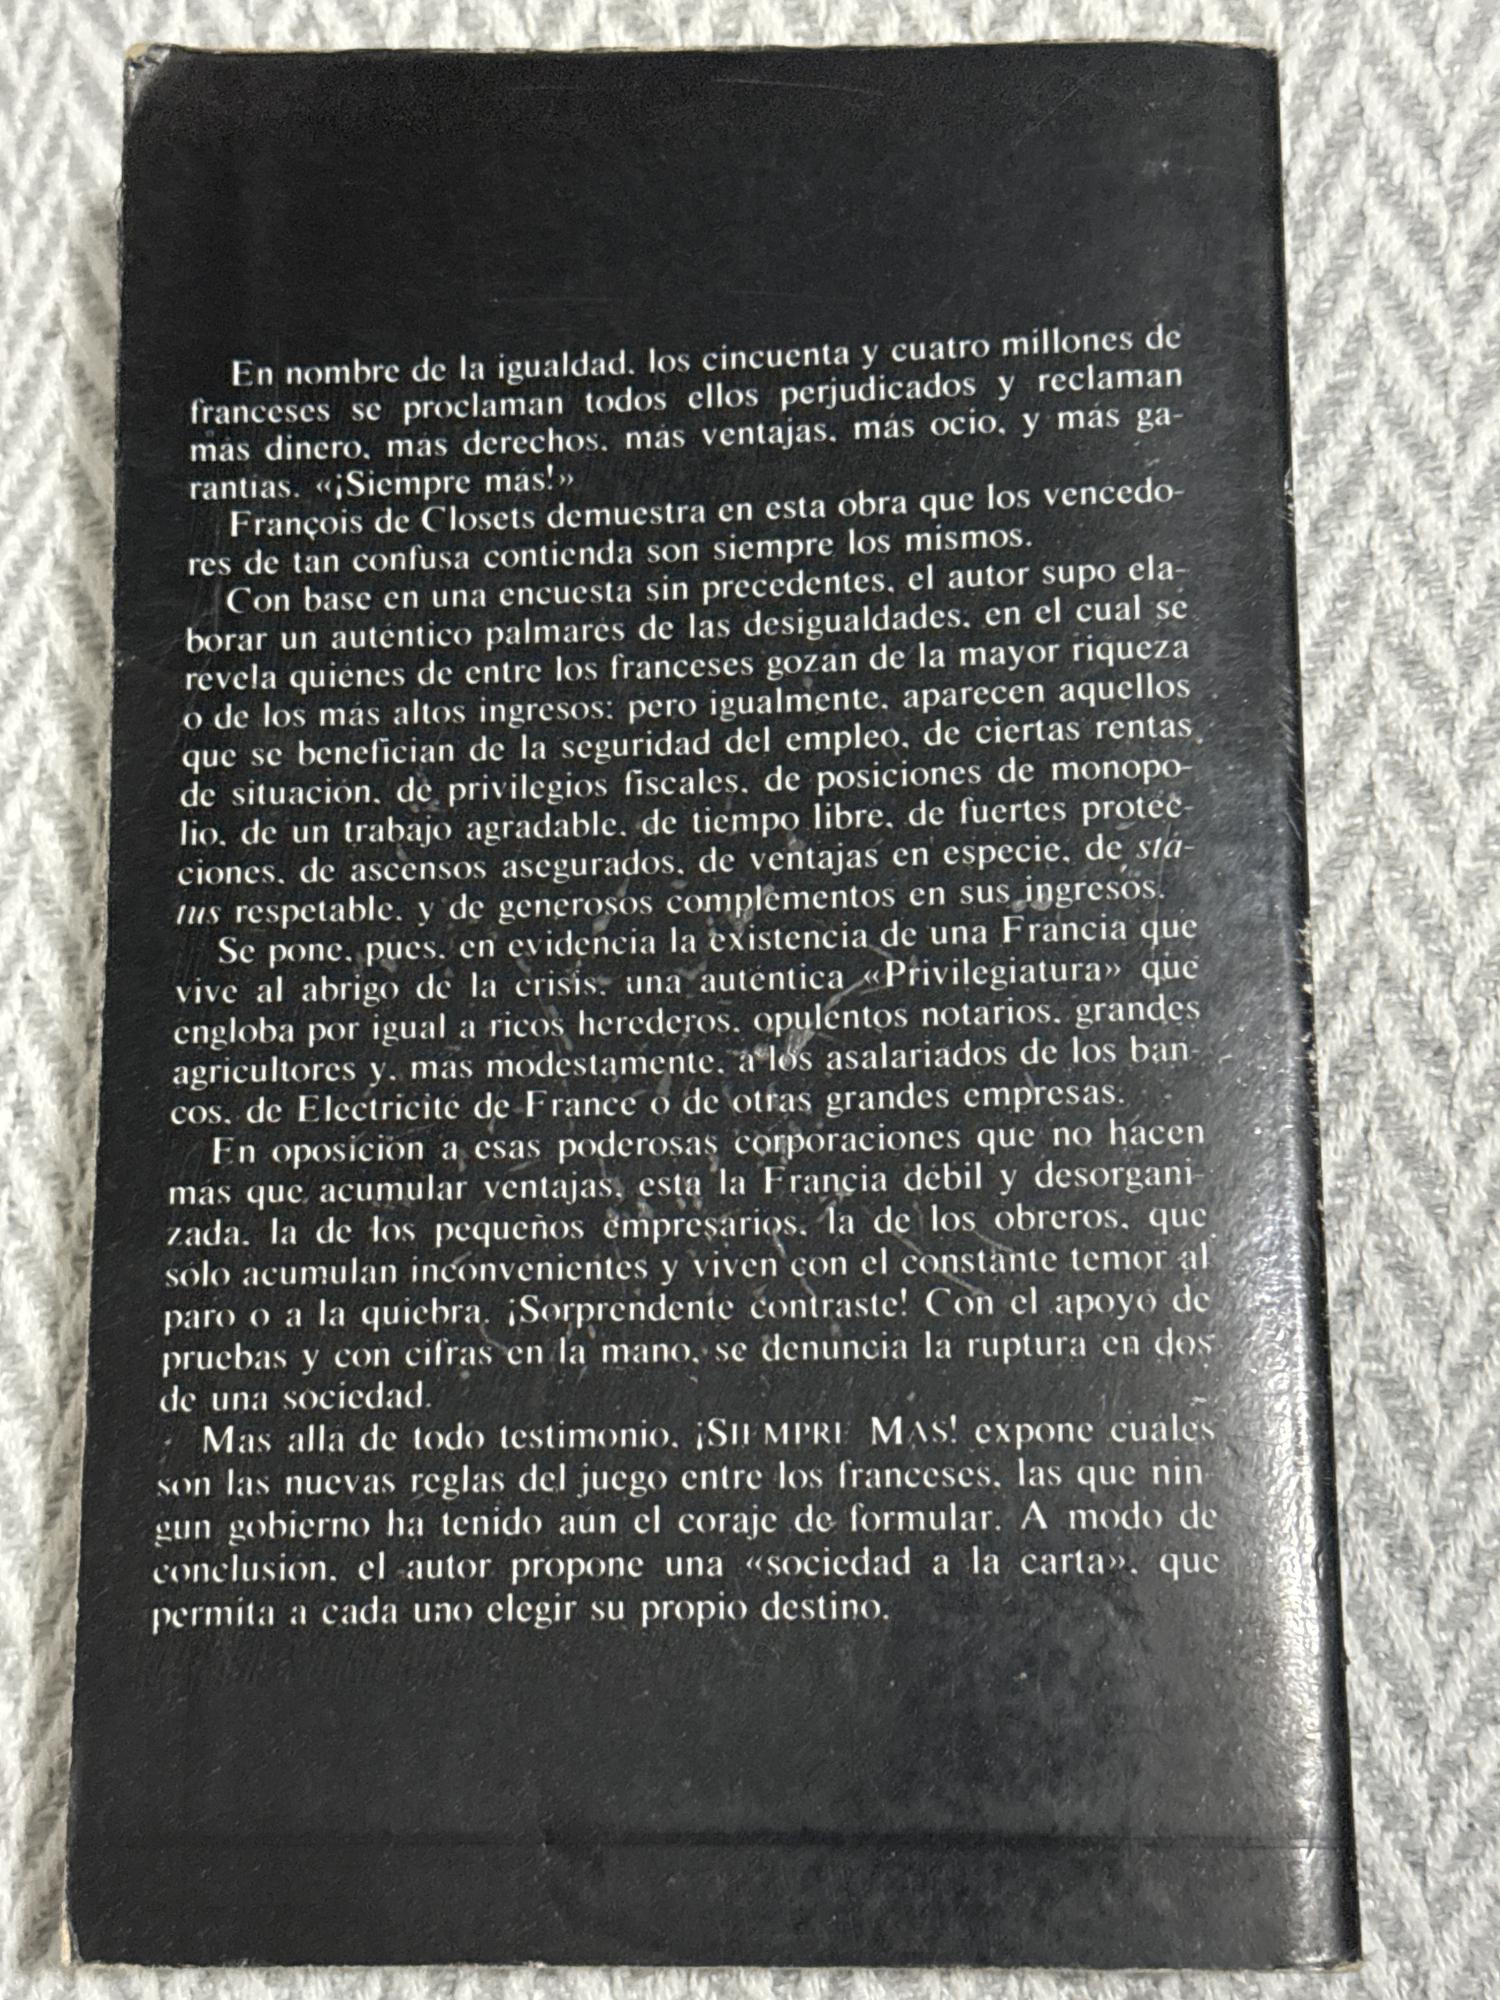 En nombre de la igualdad, los cincuenta y cuatro millones de
franceses se proclaman todos ellos perjudicados y reclaman
más dinero, más derechos, más ventajas, más ocio, y más ga-
rantías. «¡Siempre más!»
François de Closets demuestra en esta obra que los vencedo-
res de tan confusa contienda son siempre los mismos.
Con base en una encuesta sin precedentes, el autor supo ela-
borar un auténtico palmarés de las desigualdades, en el cual se
revela quiénes de entre los franceses gozan de la mayor riqueza
o de los más altos ingresos; pero igualmente, aparecen aquellos
que se benefician de la seguridad del empleo, de ciertas rentas
de situación, de privilegios fiscales, de posiciones de monopo-
lio, de un trabajo agradable, de tiempo libre, de fuertes protec-
ciones, de ascensos asegurados, de ventajas en especie, de stá-
tus respetable, y de generosos complementos en sus ingresos.
Se pone, pues, en evidencia la existencia de una Francia que
vive al abrigo de la crisis, una auténtica «Privilegiatura» que
engloba por igual a ricos herederos, opulentos notarios, grandes
agricultores y, más modestamente, a los asalariados de los ban-
cos, de Electricité de France o de otras grandes empresas.
En oposición a esas poderosas corporaciones que no hacen
más que acumular ventajas, está la Francia débil y desorgani-
zada, la de los pequeños empresarios, la de los obreros, que
sólo acumulan inconvenientes y viven con el constante temor al
paro o a la quiebra. ¡Sorprendente contraste! Con el apoyo de
pruebas y con cifras en la mano, se denuncia la ruptura en dos
de una sociedad.
Más allá de todo testimonio, ¡SIEMPRE MÁS! expone cuáles
son las nuevas reglas del juego entre los franceses, las que nin-
gún gobierno ha tenido aún el coraje de formular. A modo de
conclusión, el autor propone una «sociedad a la carta», que
permita a cada uno elegir su propio destino.